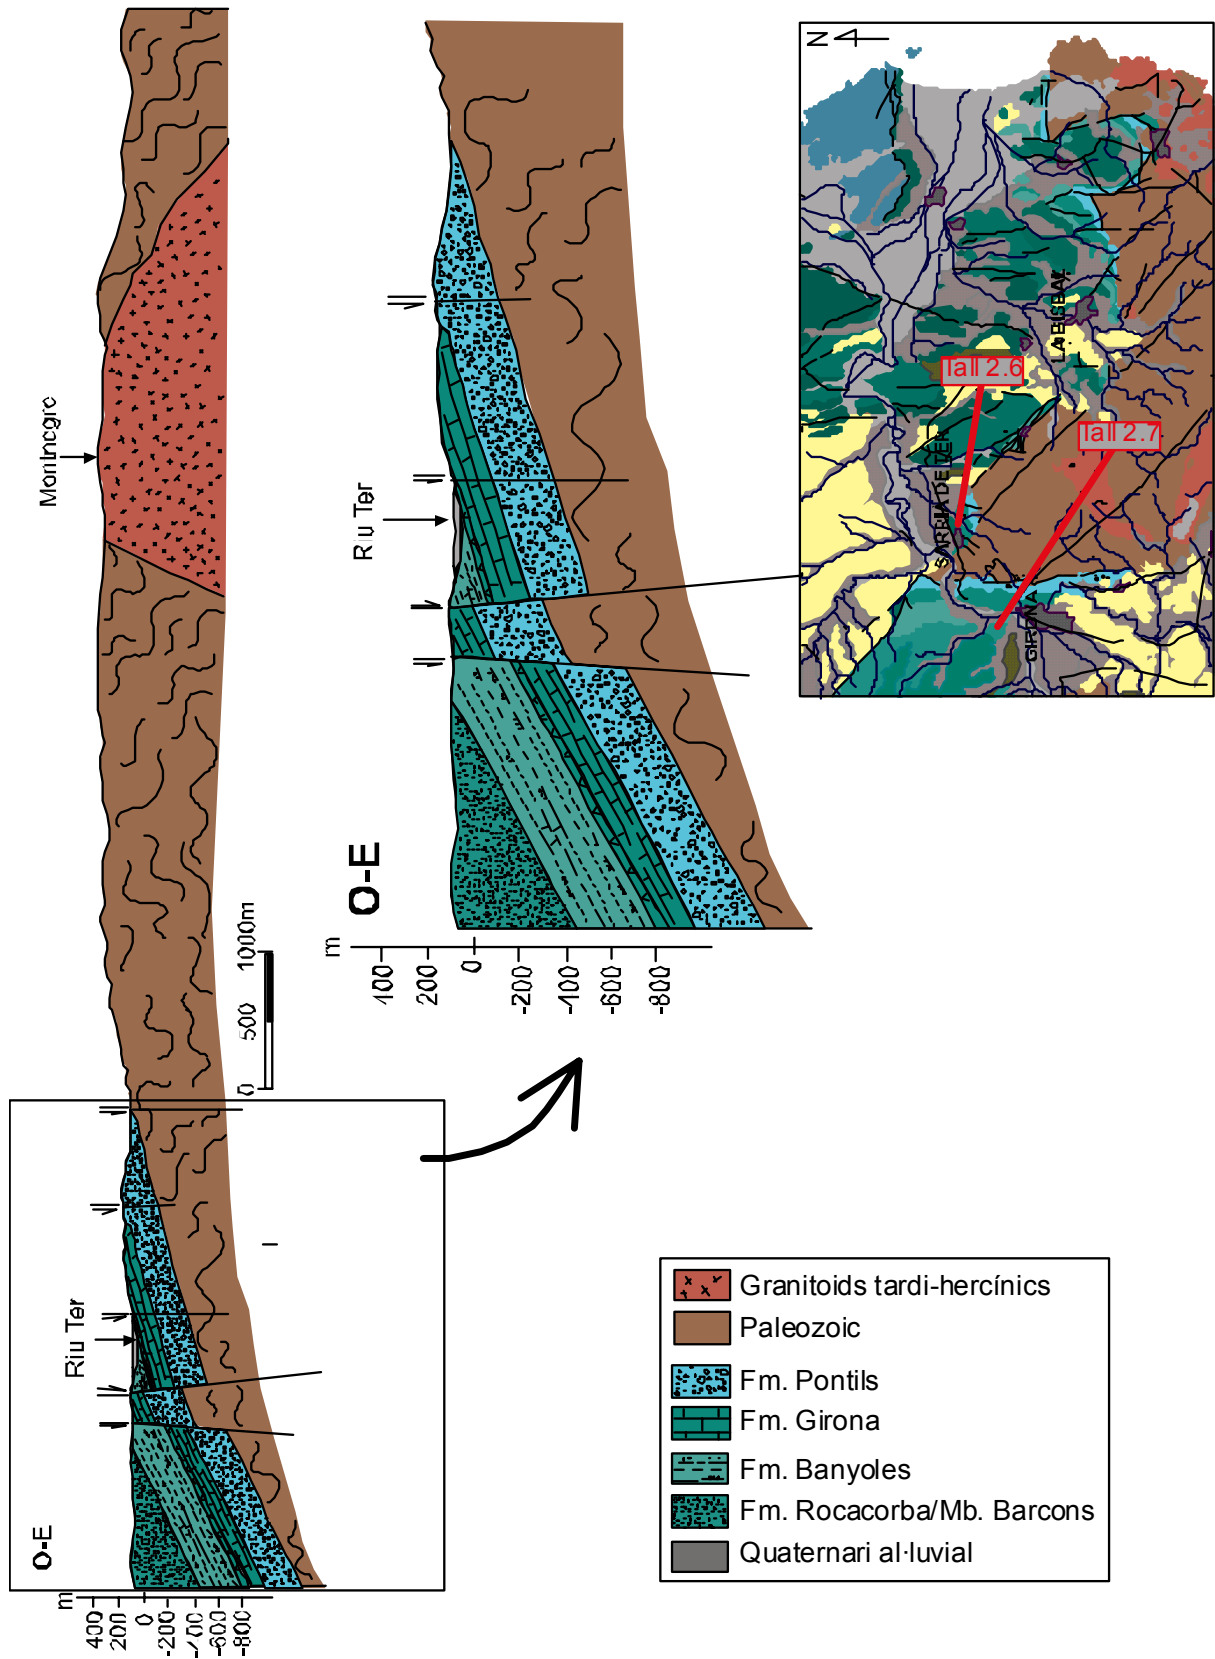 Montnegre
Riu Ter
O-E
m
400
200
0
-200
-400
-600
-800
0
500
1000m
Riu Ter
O-E
m
400
200
0
-200
-400
-600
-800
N
Tall 2.6
Tall 2.7
LA BISBAL
SARRIA DE TER
GIRONA
Granitoids tardi-hercínics
Paleozoic
Fm. Pontils
Fm. Girona
Fm. Banyoles
Fm. Rocacorba/Mb. Barcons
Quaternari al·luvial